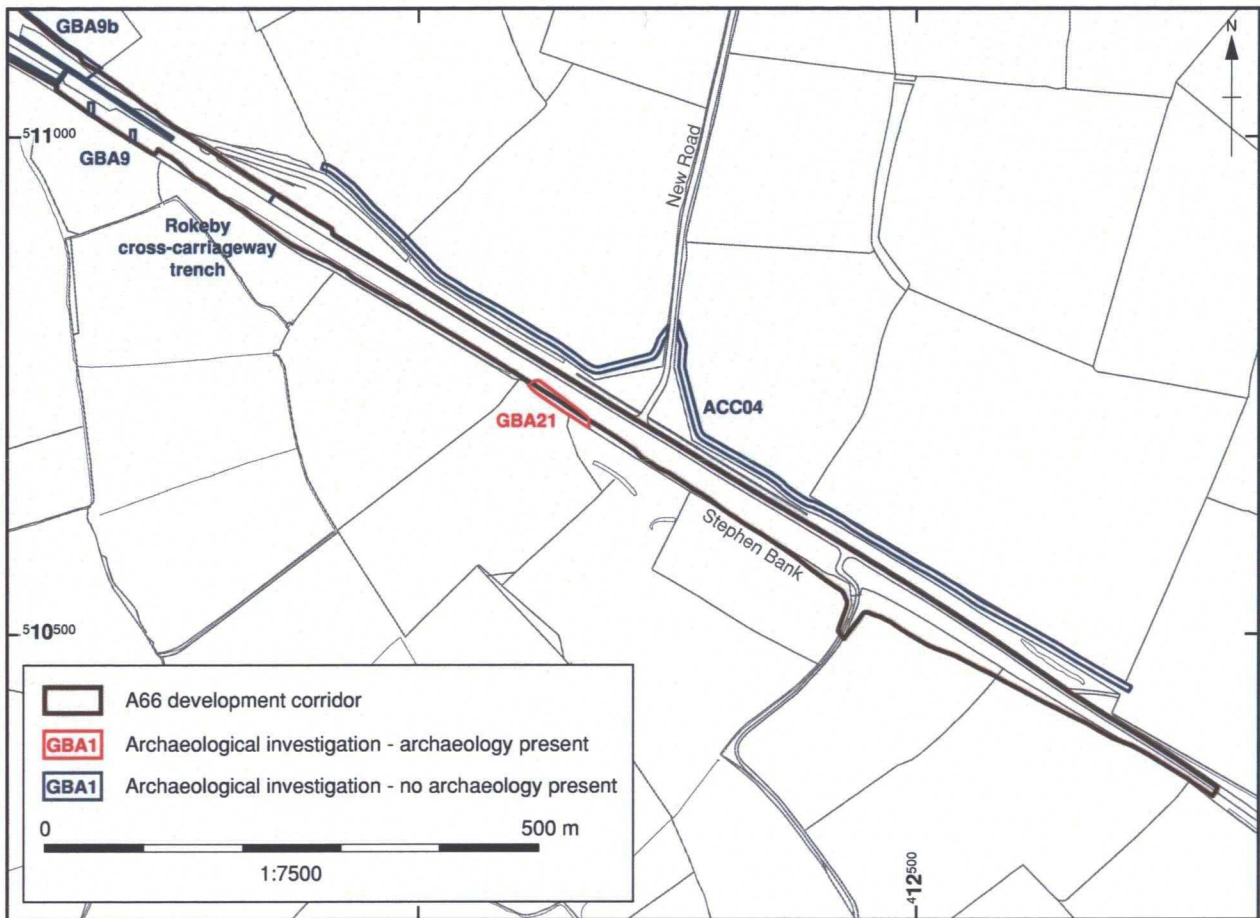 GBA9b
N
511000
GBA9
New Road
Rokeby
cross-carriageway
trench
GBA21
ACC04
Stephen Bank
510500
A66 development corridor
GBA1 Archaeological investigation - archaeology present
GBA1 Archaeological investigation - no archaeology present
0 500 m
1:7500
412500